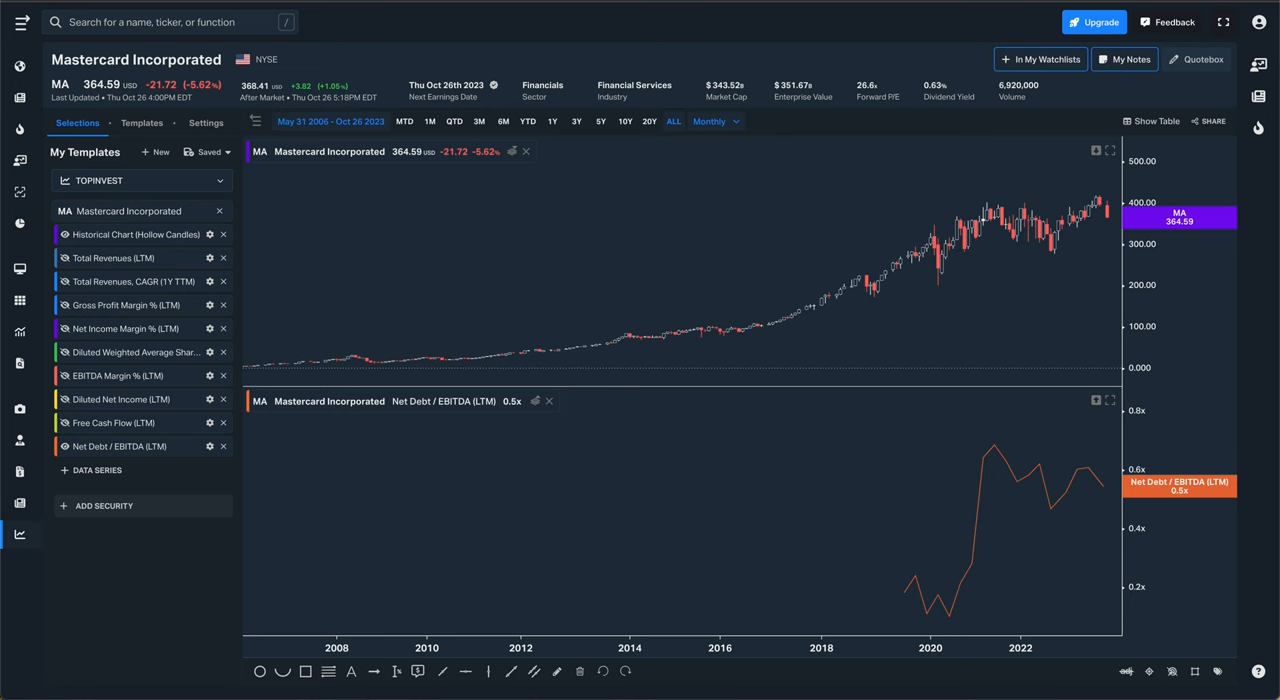 Search for a name, ticker, or function /
Upgrade
Feedback
Mastercard Incorporated NYSE
In My Watchlists
My Notes
Quotebox
MA 364.59 USD -21.72 (-5.62%)
Last Updated • Thu Oct 26 4:00PM EDT
368.41 USD +3.82 (+1.05%)
After Market • Thu Oct 26 5:18PM EDT
Thu Oct 26th 2023
Next Earnings Date
Financials
Sector
Financial Services
Industry
$ 343.52B
Market Cap
$ 351.67B
Enterprise Value
26.6x
Forward P/E
0.63%
Dividend Yield
6,920,000
Volume
Selections • Templates • Settings
May 31 2006 - Oct 26 2023 MTD 1M QTD 3M 6M YTD 1Y 3Y 5Y 10Y 20Y ALL Monthly
Show Table SHARE
My Templates + New Saved
TOPINVEST
MA Mastercard Incorporated
Historical Chart (Hollow Candles)
Total Revenues (LTM)
Total Revenues, CAGR (1Y TTM)
Gross Profit Margin % (LTM)
Net Income Margin % (LTM)
Diluted Weighted Average Shar...
EBITDA Margin % (LTM)
Diluted Net Income (LTM)
Free Cash Flow (LTM)
Net Debt / EBITDA (LTM)
+ DATA SERIES
+ ADD SECURITY
MA Mastercard Incorporated 364.59 USD -21.72 -5.62%
500.00
400.00
MA
364.59
300.00
200.00
100.00
0.000
MA Mastercard Incorporated Net Debt / EBITDA (LTM) 0.5x
0.8x
0.6x
Net Debt / EBITDA (LTM)
0.5x
0.4x
0.2x
2008 2010 2012 2014 2016 2018 2020 2022